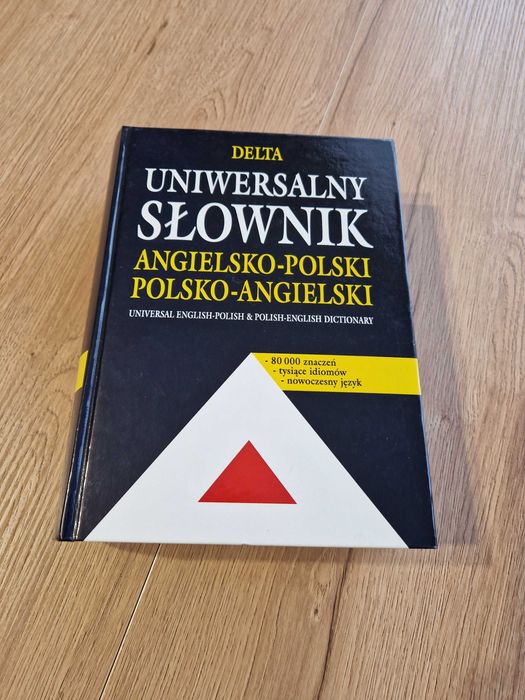 DELTA
UNIWERSALNY
SŁOWNIK
ANGIELSKO-POLSKI
POLSKO-ANGIELSKI
UNIVERSAL ENGLISH-POLISH & POLISH-ENGLISH DICTIONARY
- 80 000 znaczeń
- tysiące idiomów
- nowoczesny język